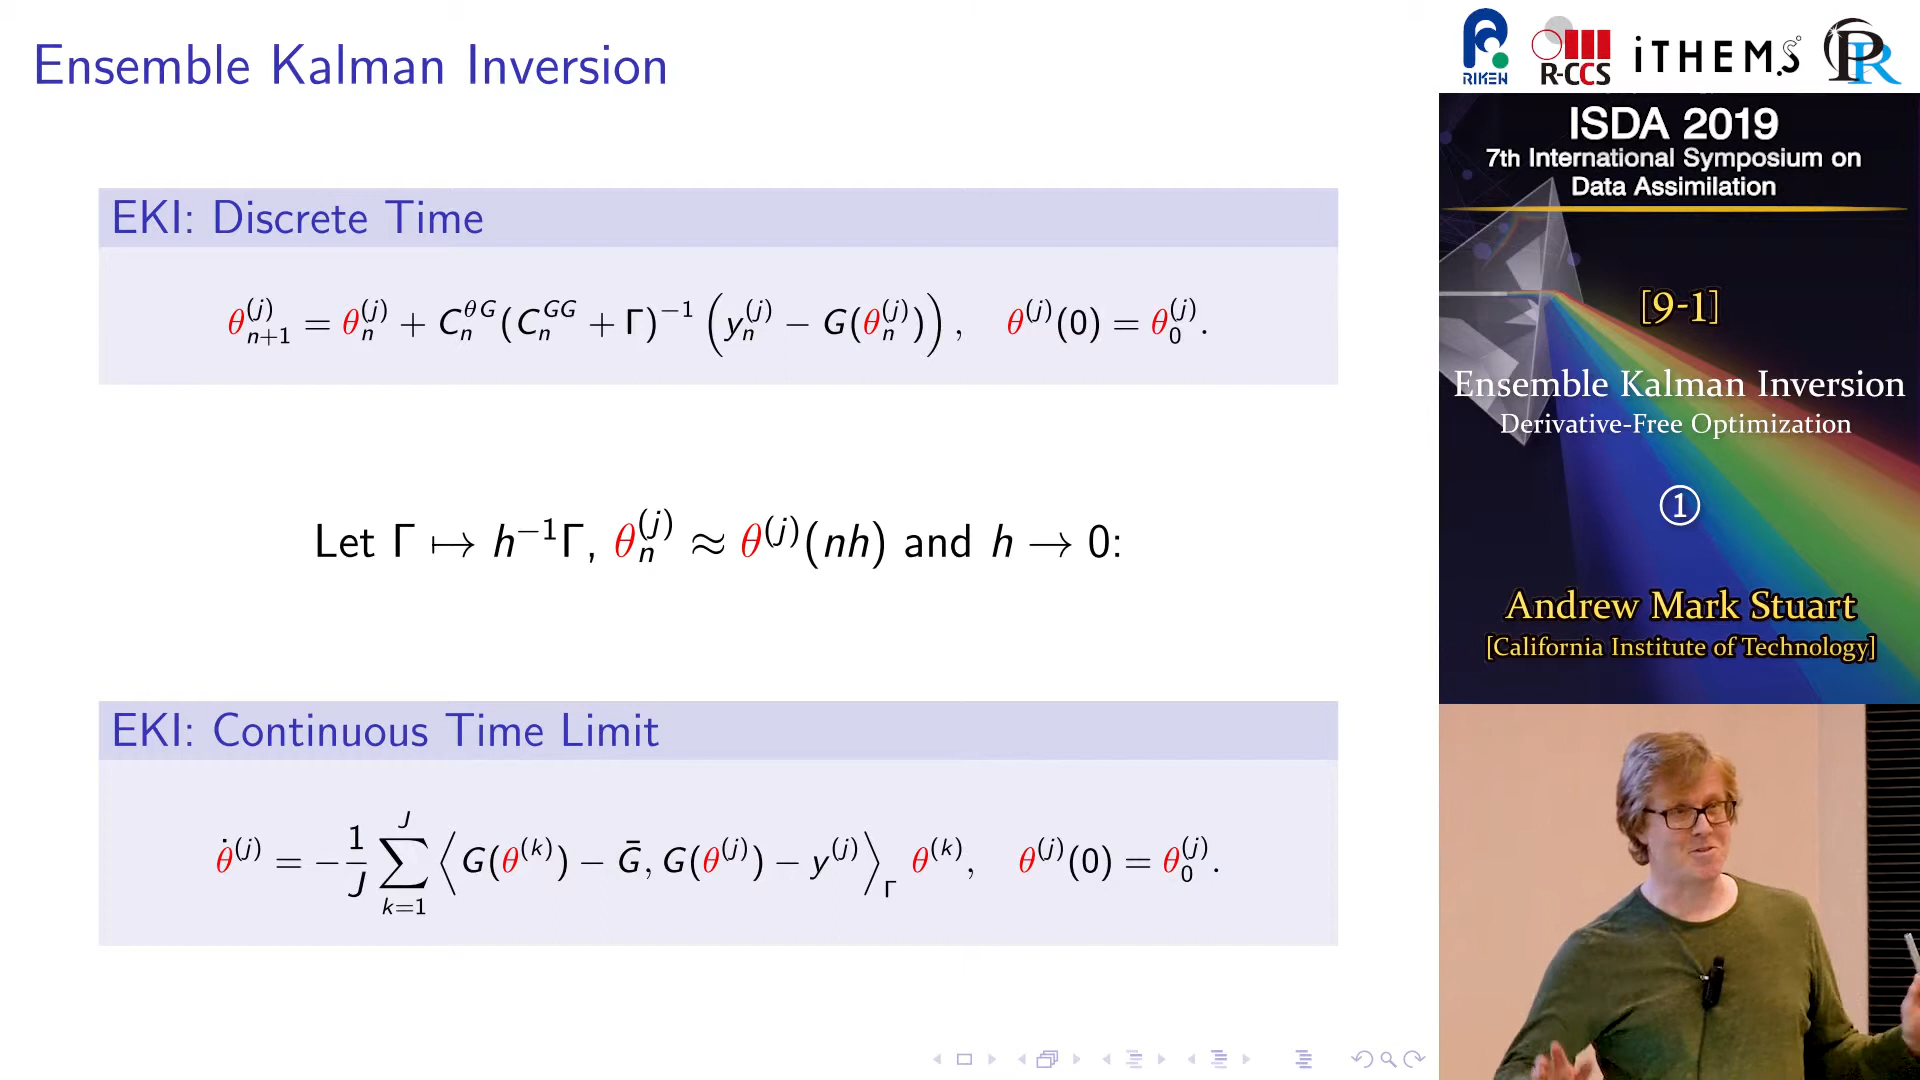 Ensemble Kalman Inversion
EKI: Discrete Time
θ_{n+1}^{(j)} = θ_n^{(j)} + C_n^{θG}(C_n^{GG} + Γ)^{−1} (y_n^{(j)} − G(θ_n^{(j)})), θ^{(j)}(0) = θ_0^{(j)}.
Let Γ ↦ h^{−1}Γ, θ_n^{(j)} ≈ θ^{(j)}(nh) and h → 0:
EKI: Continuous Time Limit
θ̇^{(j)} = −\frac{1}{J} \sum_{k=1}^{J} ⟨G(θ^{(k)}) − Ḡ, G(θ^{(j)}) − y^{(j)}⟩_Γ θ^{(k)}, θ^{(j)}(0) = θ_0^{(j)}.
RIKEN
R-CCS
iTHEMS
PR
ISDA 2019
7th International Symposium on
Data Assimilation
[9-1]
Ensemble Kalman Inversion
Derivative-Free Optimization
①
Andrew Mark Stuart
[California Institute of Technology]